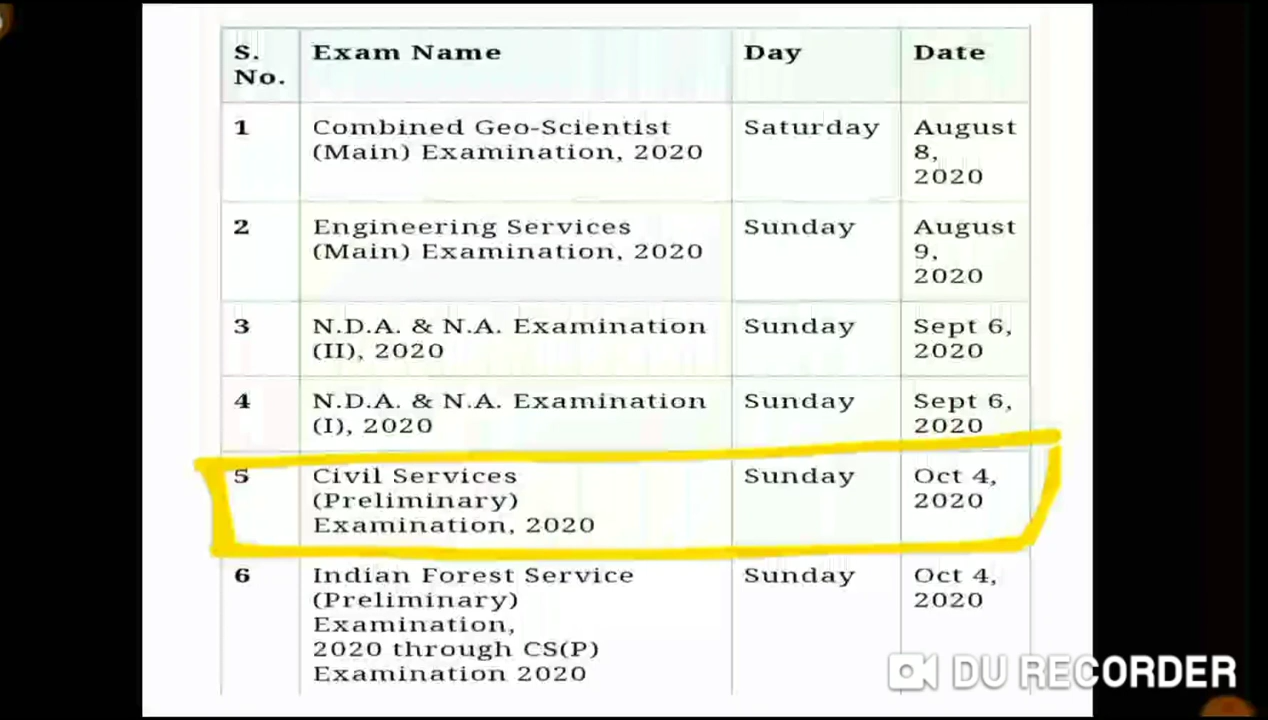 S. No. Exam Name Day Date
1 Combined Geo-Scientist Saturday August
(Main) Examination, 2020 8,
2020
2 Engineering Services Sunday August
(Main) Examination, 2020 9,
2020
3 N.D.A. & N.A. Examination Sunday Sept 6,
(II), 2020 2020
4 N.D.A. & N.A. Examination Sunday Sept 6,
(I), 2020 2020
5 Civil Services Sunday Oct 4,
(Preliminary) 2020
Examination, 2020
6 Indian Forest Service Sunday Oct 4,
(Preliminary) 2020
Examination,
2020 through CS(P)
Examination 2020
DU RECORDER